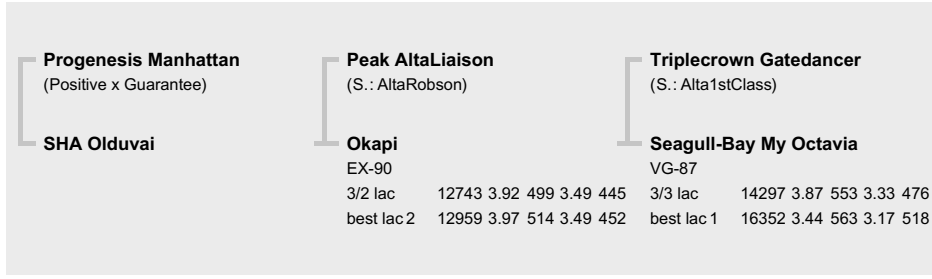 Progenesis Manhattan
(Positive x Guarantee)
SHA Olduvai
Peak AltaLiaison
(S.: AltaRobson)
Okapi
EX-90
3/2 lac 12743 3.92 499 3.49 445
best lac 2 12959 3.97 514 3.49 452
Triplecrown Gatedancer
(S.: Alta1stClass)
Seagull-Bay My Octavia
VG-87
3/3 lac 14297 3.87 553 3.33 476
best lac 1 16352 3.44 563 3.17 518